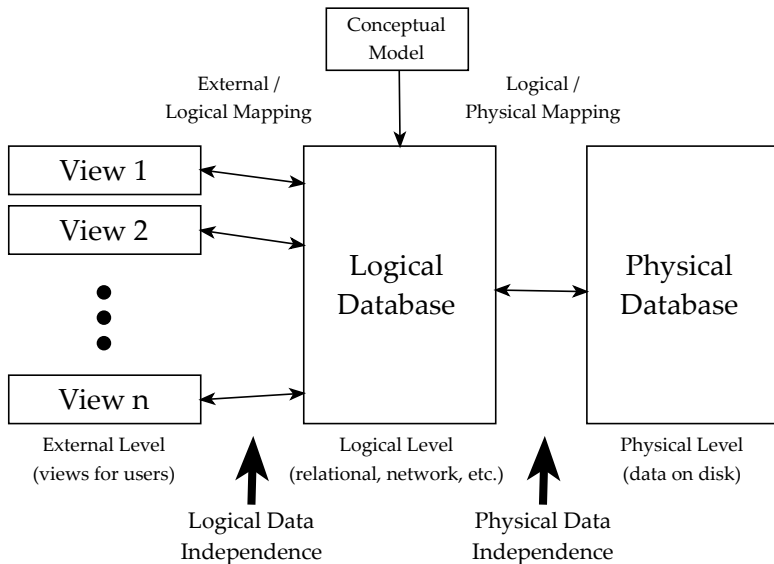 Conceptual
Model
External /
Logical Mapping
Logical /
Physical Mapping
View 1
View 2
View n
Logical
Database
Physical
Database
External Level
(views for users)
Logical Level
(relational, network, etc.)
Physical Level
(data on disk)
Logical Data
Independence
Physical Data
Independence